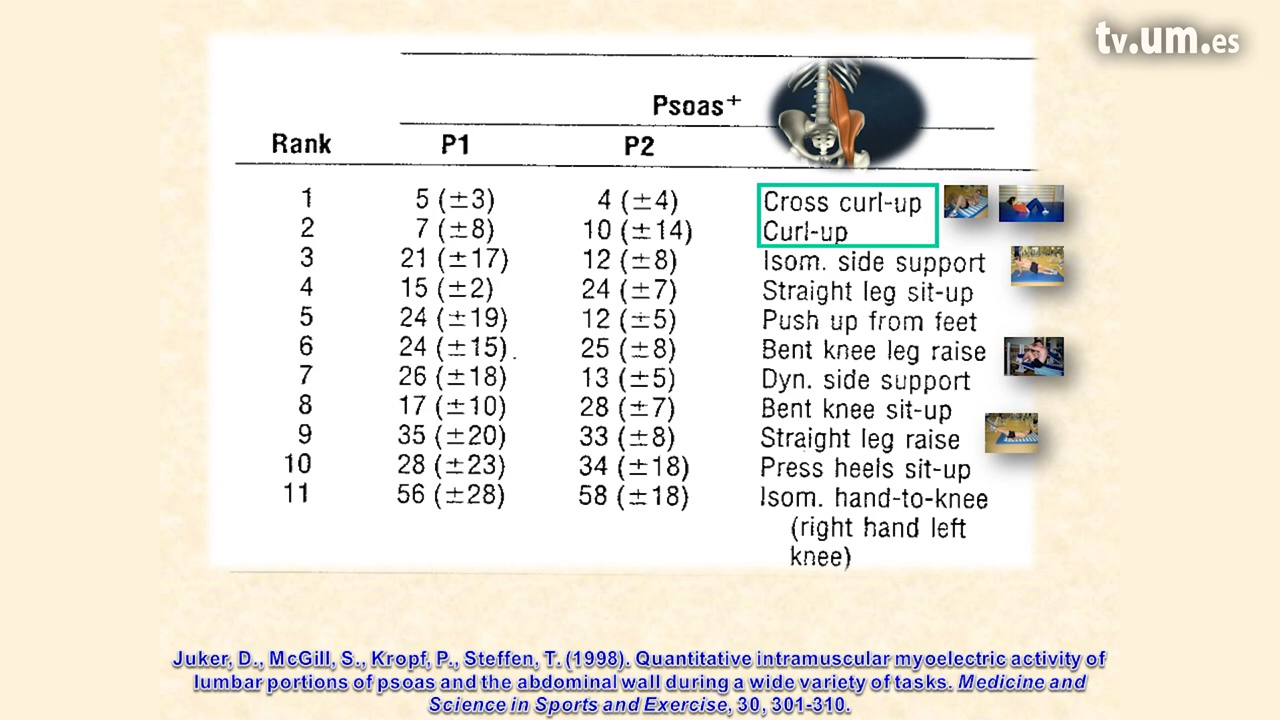 tv.um.es
Psoas+
Rank P1 P2
1 5 (±3) 4 (±4) Cross curl-up
2 7 (±8) 10 (±14) Curl-up
3 21 (±17) 12 (±8) Isom. side support
4 15 (±2) 24 (±7) Straight leg sit-up
5 24 (±19) 12 (±5) Push up from feet
6 24 (±15). 25 (±8) Bent knee leg raise
7 26 (±18) 13 (±5) Dyn. side support
8 17 (±10) 28 (±7) Bent knee sit-up
9 35 (±20) 33 (±8) Straight leg raise
10 28 (±23) 34 (±18) Press heels sit-up
11 56 (±28) 58 (±18) Isom. hand-to-knee
(right hand left
knee)
Juker, D., McGill, S., Kropf, P., Steffen, T. (1998). Quantitative intramuscular myoelectric activity of
lumbar portions of psoas and the abdominal wall during a wide variety of tasks. Medicine and
Science in Sports and Exercise, 30, 301-310.